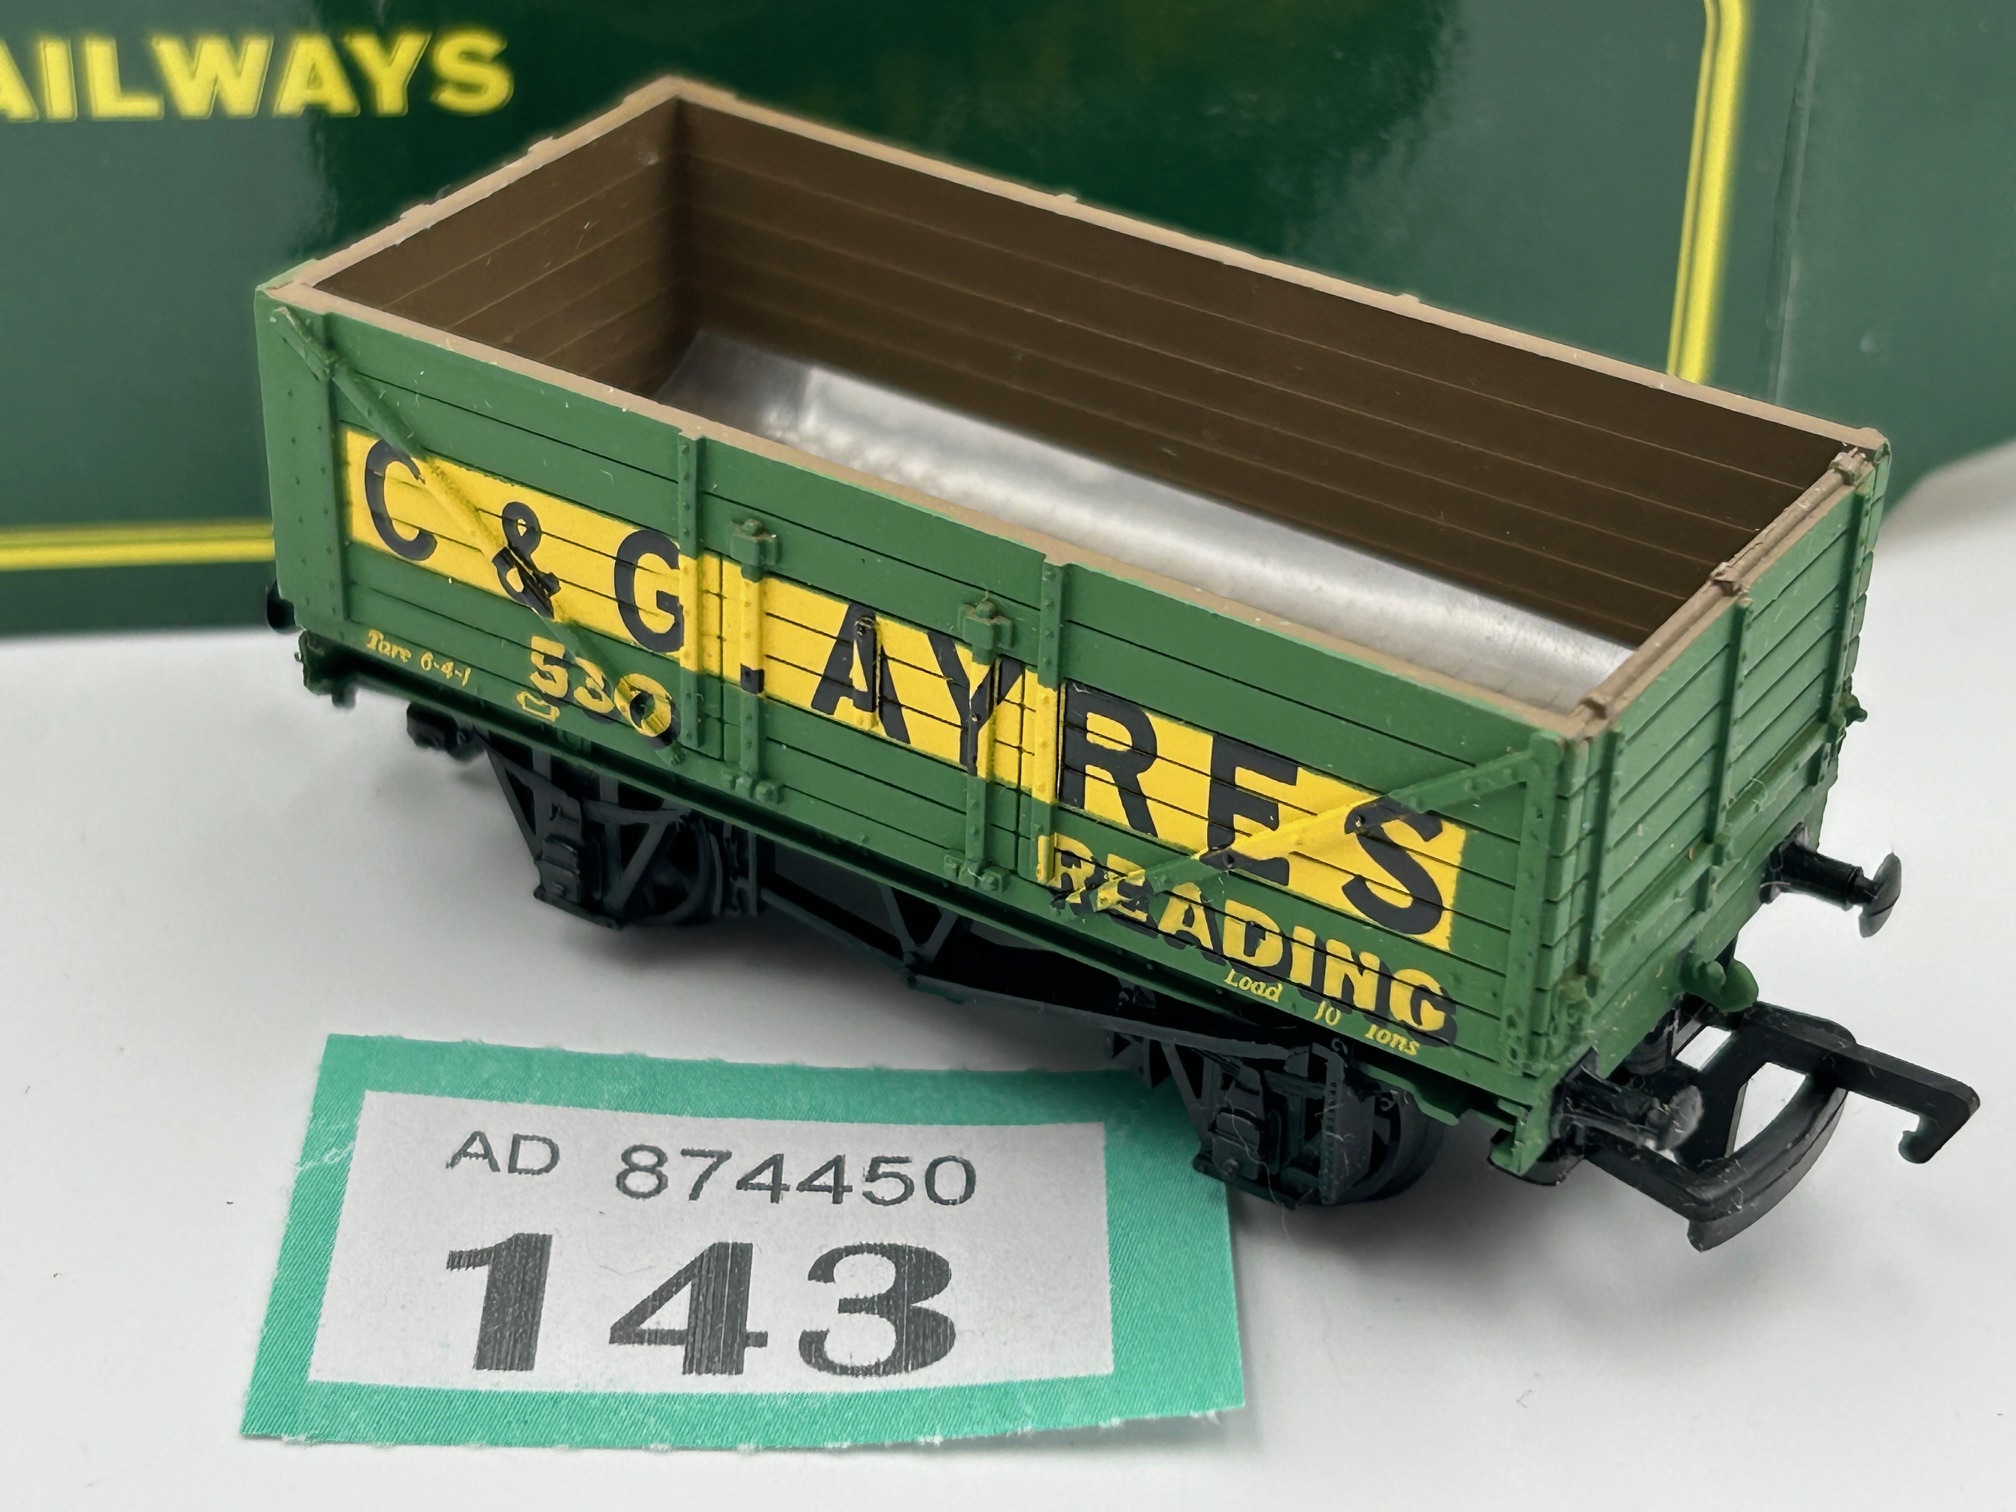 AILWAYS
C & G. AYRES
Tare 6-4-1
530
READING
Load 10 Tons
AD 874450
143